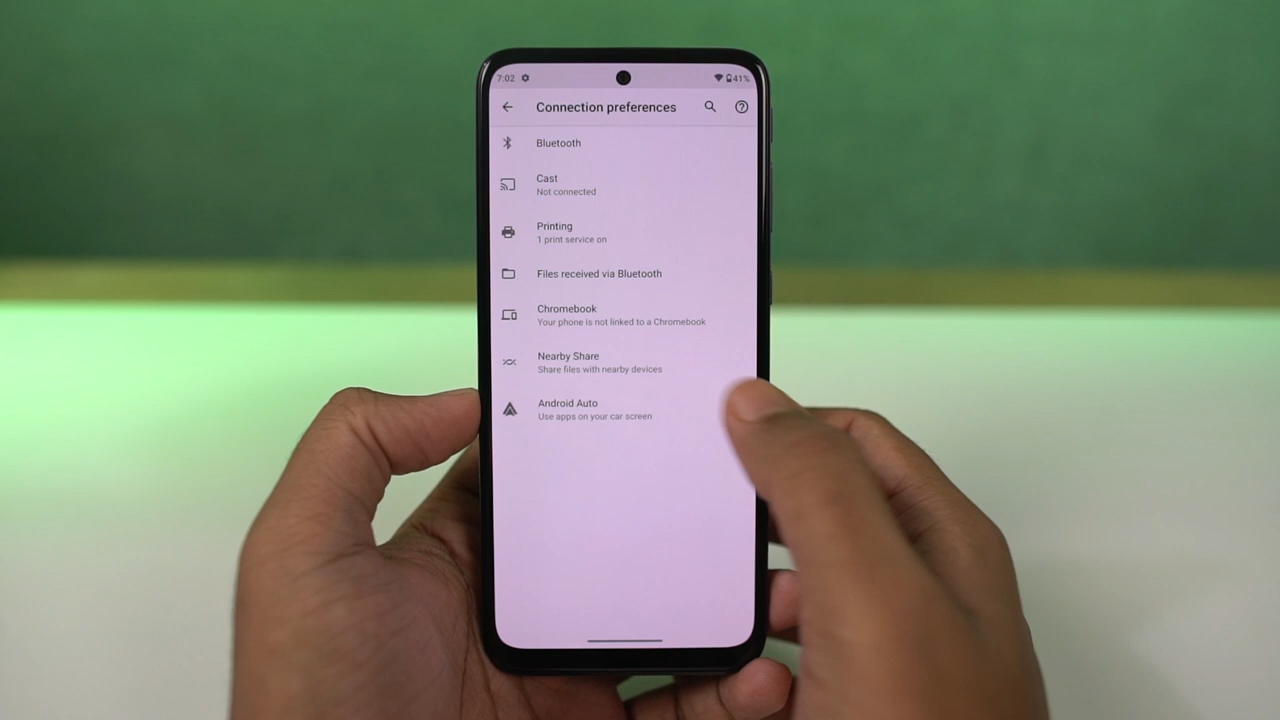 7:02 41%
Connection preferences
Bluetooth
Cast
Not connected
Printing
1 print service on
Files received via Bluetooth
Chromebook
Your phone is not linked to a Chromebook
Nearby Share
Share files with nearby devices
Android Auto
Use apps on your car screen